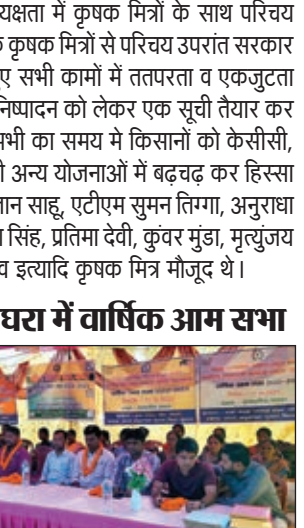 यक्षता में कृषक मित्रों के साथ परिचय
कृषक मित्रों से परिचय उपरांत सरकार
ए सभी कामों में ततपरता व एकजुटता
निष्पादन को लेकर एक सूची तैयार कर
भी का समय मे किसानों को केसीसी,
अन्य योजनाओं में बढ़चढ़ कर हिस्सा
ान साहू, एटीएम सुमन तिग्गा, अनुराधा
सिंह, प्रतिमा देवी, कुंवर मुंडा, मृत्युंजय
व इत्यादि कृषक मित्र मौजूद थे।
घरा में वार्षिक आम सभा